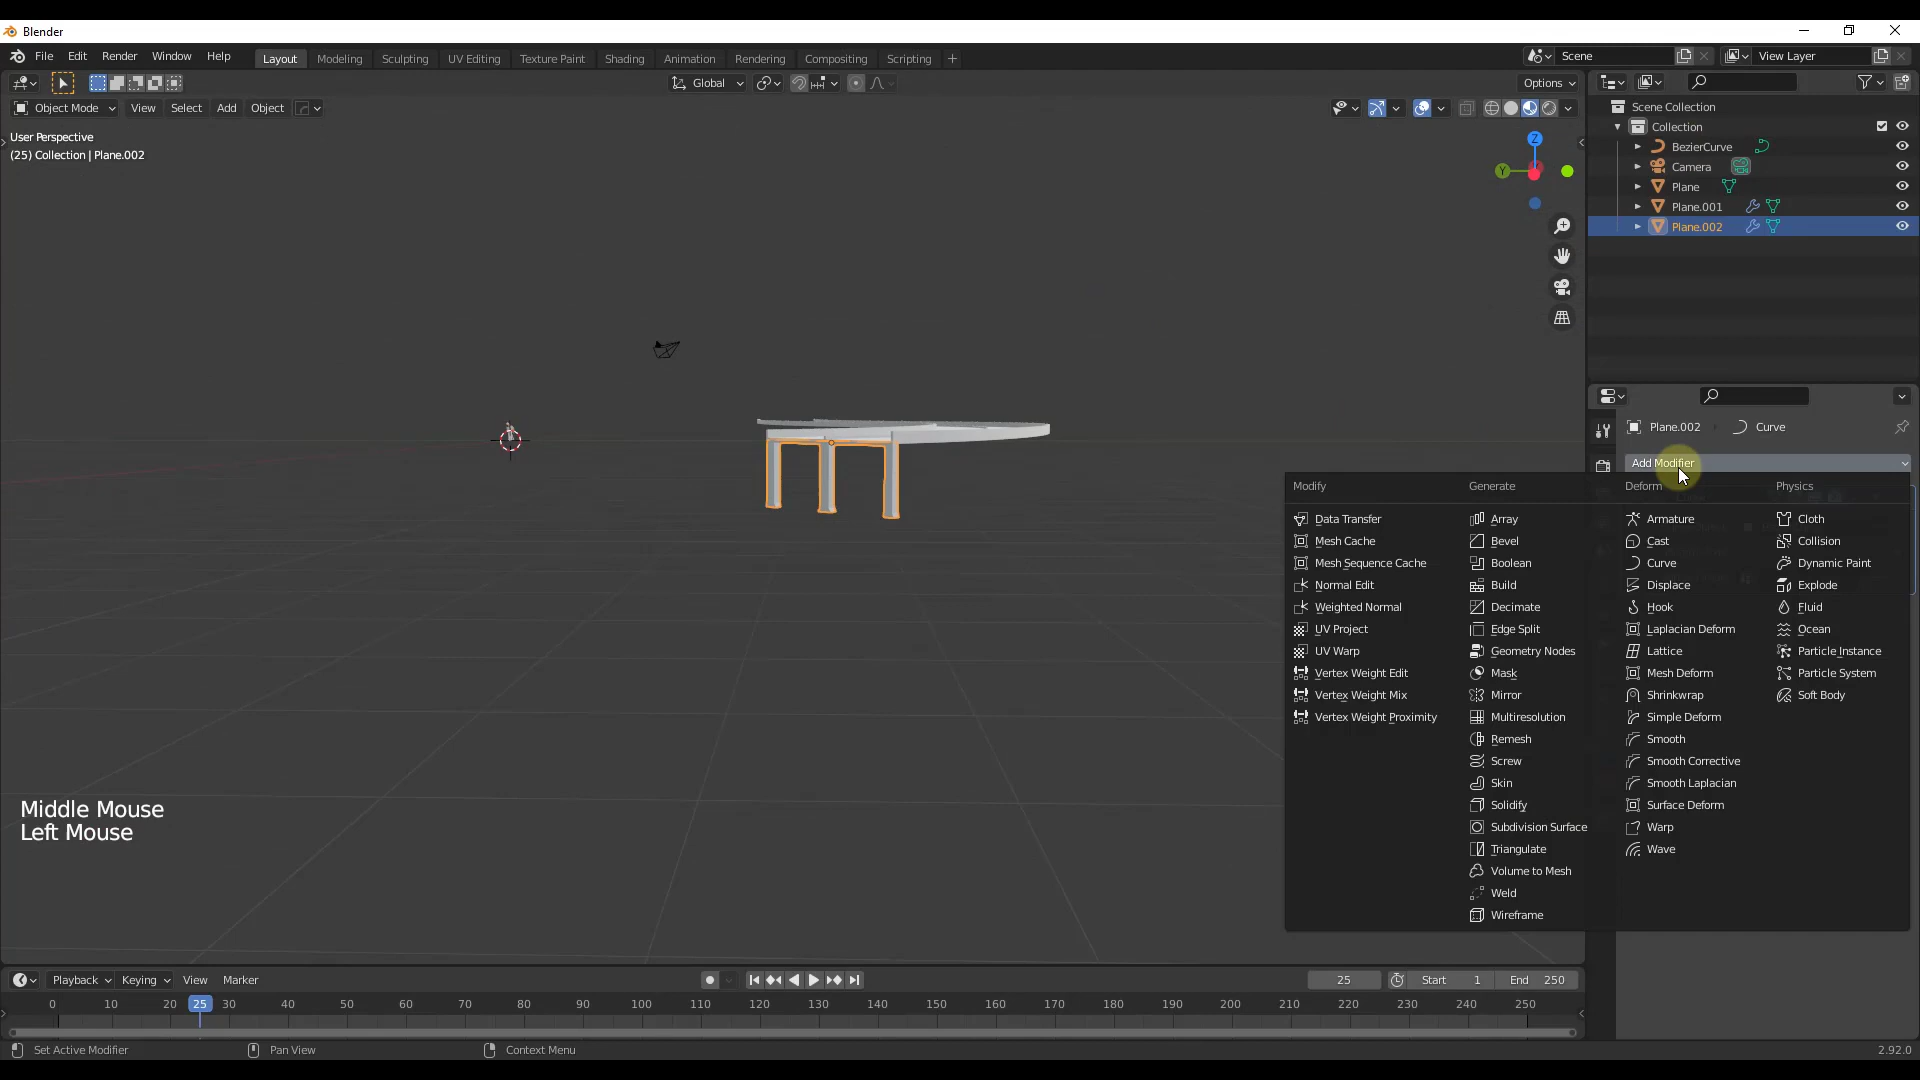 Blender
File Edit Render Window Help Layout Modeling Sculpting UV Editing Texture Paint Shading Animation Rendering Compositing Scripting Scene View Layer
Global Options
Object Mode View Select Add Object
User Perspective
(25) Collection | Plane.002
Z
Y
Scene Collection
Collection
BezierCurve
Camera
Plane
Plane.001
Plane.002
Plane.002 Curve
Add Modifier
Modify
Data Transfer
Mesh Cache
Mesh Sequence Cache
Normal Edit
Weighted Normal
UV Project
UV Warp
Vertex Weight Edit
Vertex Weight Mix
Vertex Weight Proximity
Generate
Array
Bevel
Boolean
Build
Decimate
Edge Split
Geometry Nodes
Mask
Mirror
Multiresolution
Remesh
Screw
Skin
Solidify
Subdivision Surface
Triangulate
Volume to Mesh
Weld
Wireframe
Deform
Armature
Cast
Curve
Displace
Hook
Laplacian Deform
Lattice
Mesh Deform
Shrinkwrap
Simple Deform
Smooth
Smooth Corrective
Smooth Laplacian
Surface Deform
Warp
Wave
Physics
Cloth
Collision
Dynamic Paint
Explode
Fluid
Ocean
Particle Instance
Particle System
Soft Body
Middle Mouse
Left Mouse
Playback Keying View Marker 25 Start 1 End 250
0 10 20 25 30 40 50 60 70 80 90 100 110 120 130 140 150 160 170 180 190 200 210 220 230 240 250
Set Active Modifier Pan View Context Menu 2.92.0